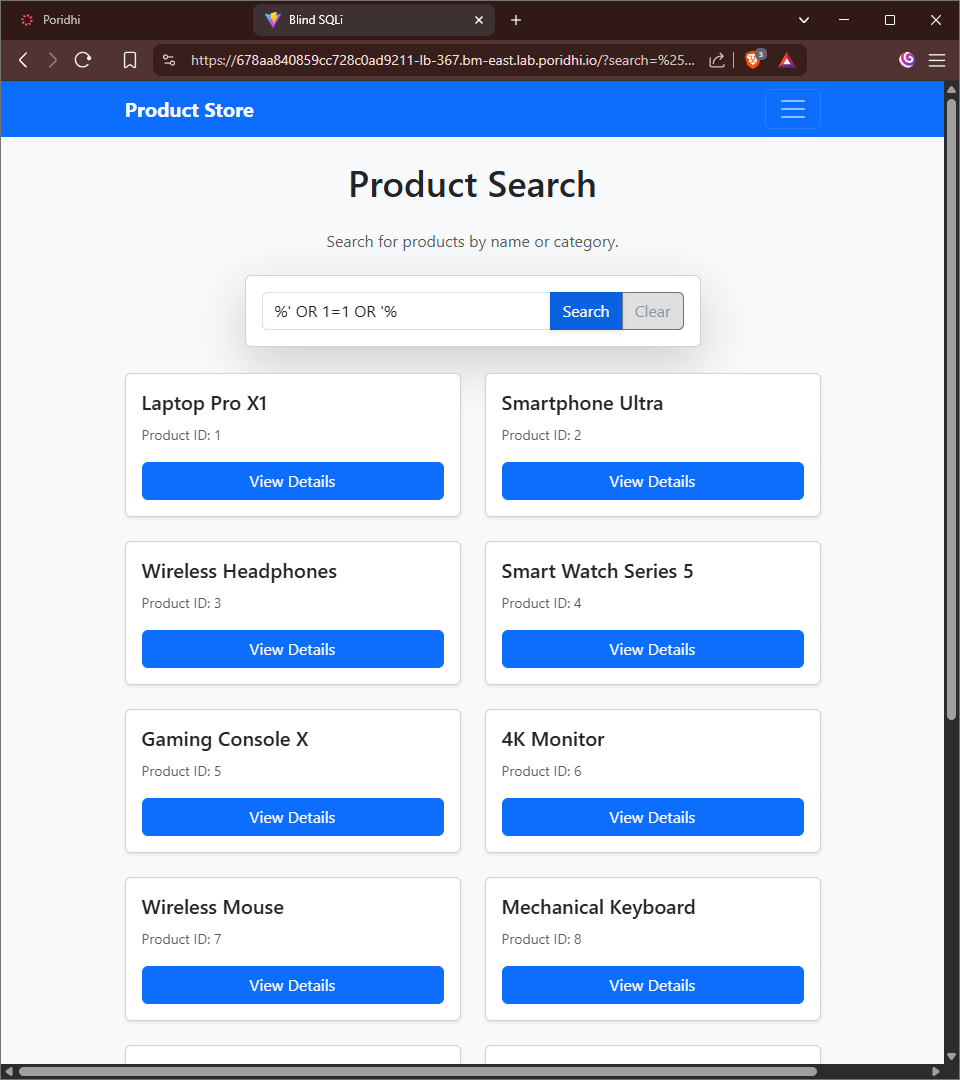 Poridhi
Blind SQLi
https://678aa840859cc728c0ad9211-lb-367.bm-east.lab.poridhi.io/?search=%25...
3
Product Store
Product Search
Search for products by name or category.
%' OR 1=1 OR '%
Search
Clear
Laptop Pro X1
Product ID: 1
View Details
Smartphone Ultra
Product ID: 2
View Details
Wireless Headphones
Product ID: 3
View Details
Smart Watch Series 5
Product ID: 4
View Details
Gaming Console X
Product ID: 5
View Details
4K Monitor
Product ID: 6
View Details
Wireless Mouse
Product ID: 7
View Details
Mechanical Keyboard
Product ID: 8
View Details